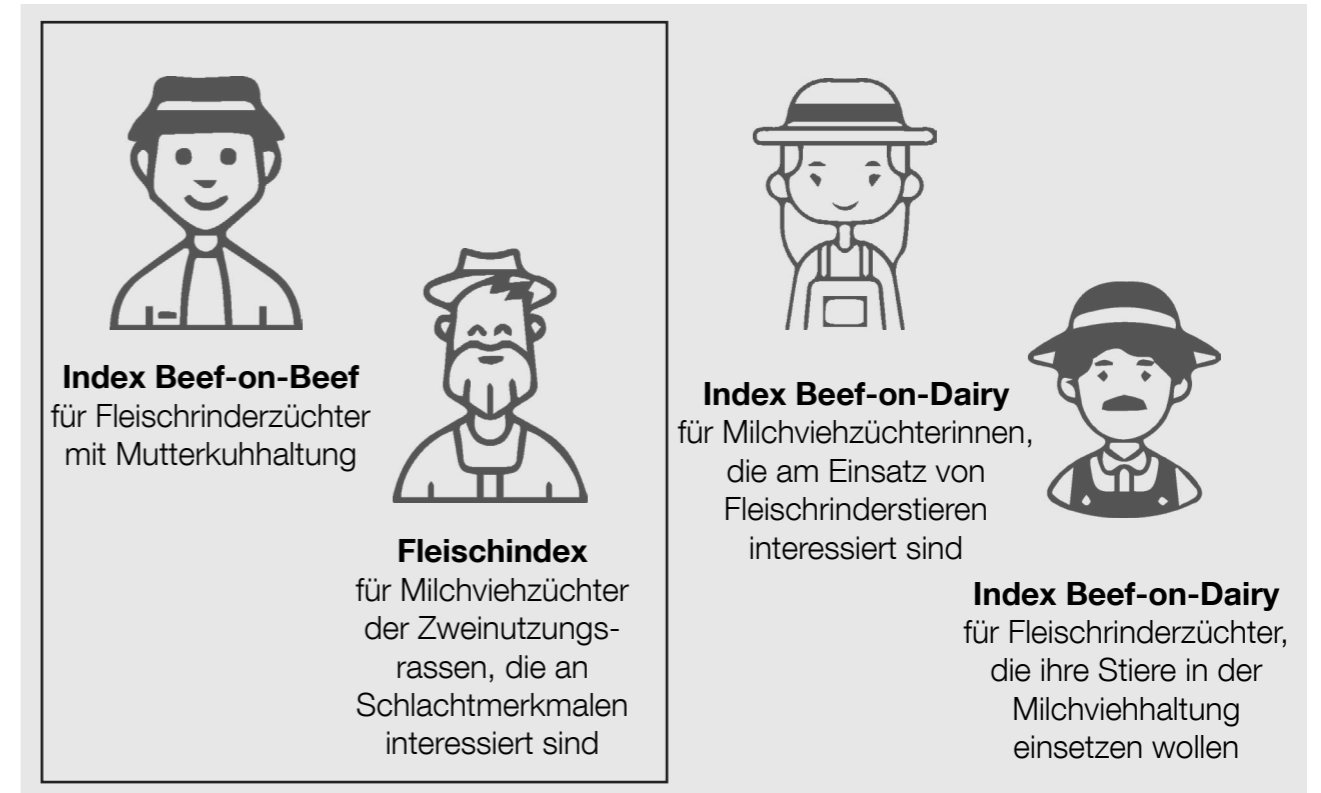 Index Beef-on-Beef
für Fleischrinderzüchter
mit Mutterkuhhaltung
Fleischindex
für Milchviehzüchter
der Zweinutzungs-
rassen, die an
Schlachtmerkmalen
interessiert sind
Index Beef-on-Dairy
für Milchviehzüchterinnen,
die am Einsatz von
Fleischrinderstieren
interessiert sind
Index Beef-on-Dairy
für Fleischrinderzüchter,
die ihre Stiere in der
Milchviehhaltung
einsetzen wollen